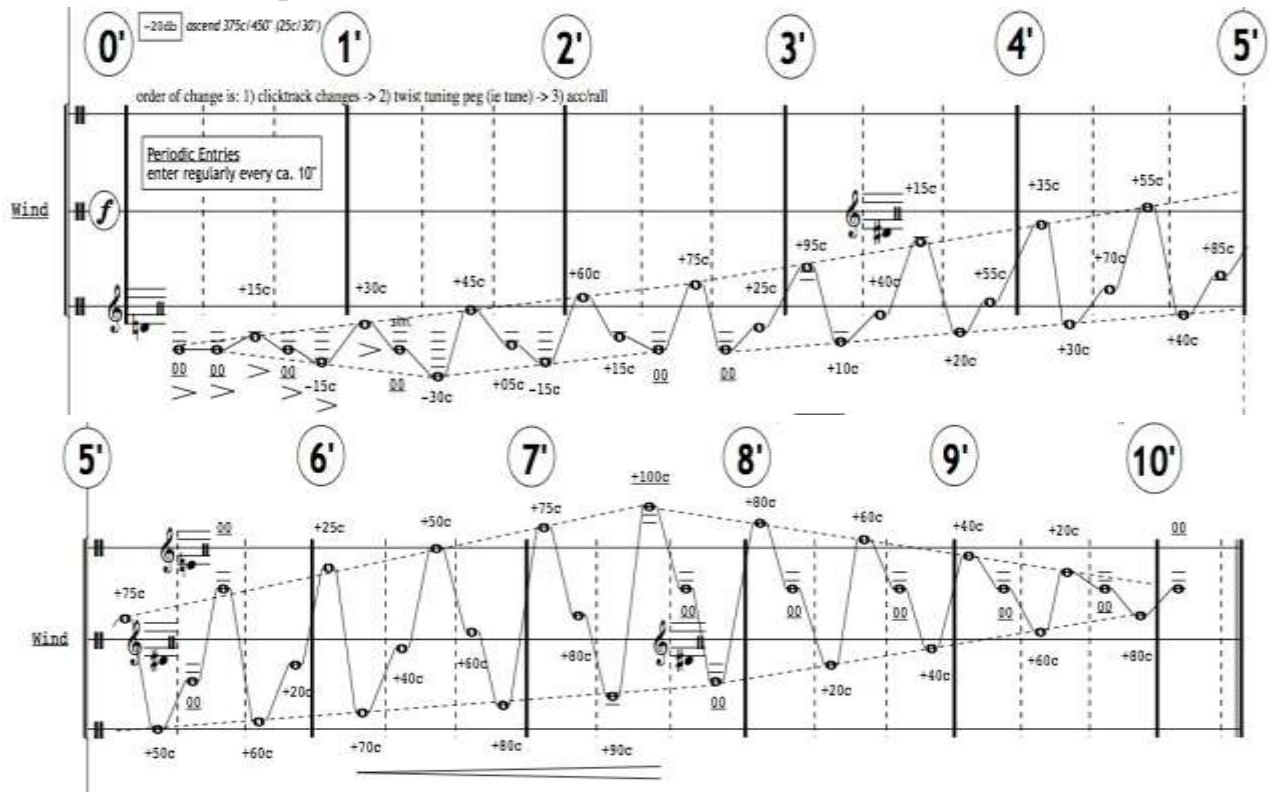 0' 1' 2' 3' 4' 5'
-20db ascend 375c/450" (25c/30")
order of change is: 1) clicktrack changes -> 2) twist tuning peg (ie tune) -> 3) acc/rall
Periodic Entries
enter regularly every ca. 10"
Wind f
+15c +30c +45c +60c +75c +95c +15c +35c +55c
sim. +25c +40c +55c +70c +85c
00 00 00 -15c 00 -30c +05c -15c +15c 00 00 +10c +20c +30c +40c
5' 6' 7' 8' 9' 10'
+75c 00 +25c +50c +75c +100c +80c +60c +40c +20c 00
Wind
00 +20c +40c +60c +80c 00 00 00 00 00
+50c +60c +70c +80c +90c 00 +20c +40c +60c +80c